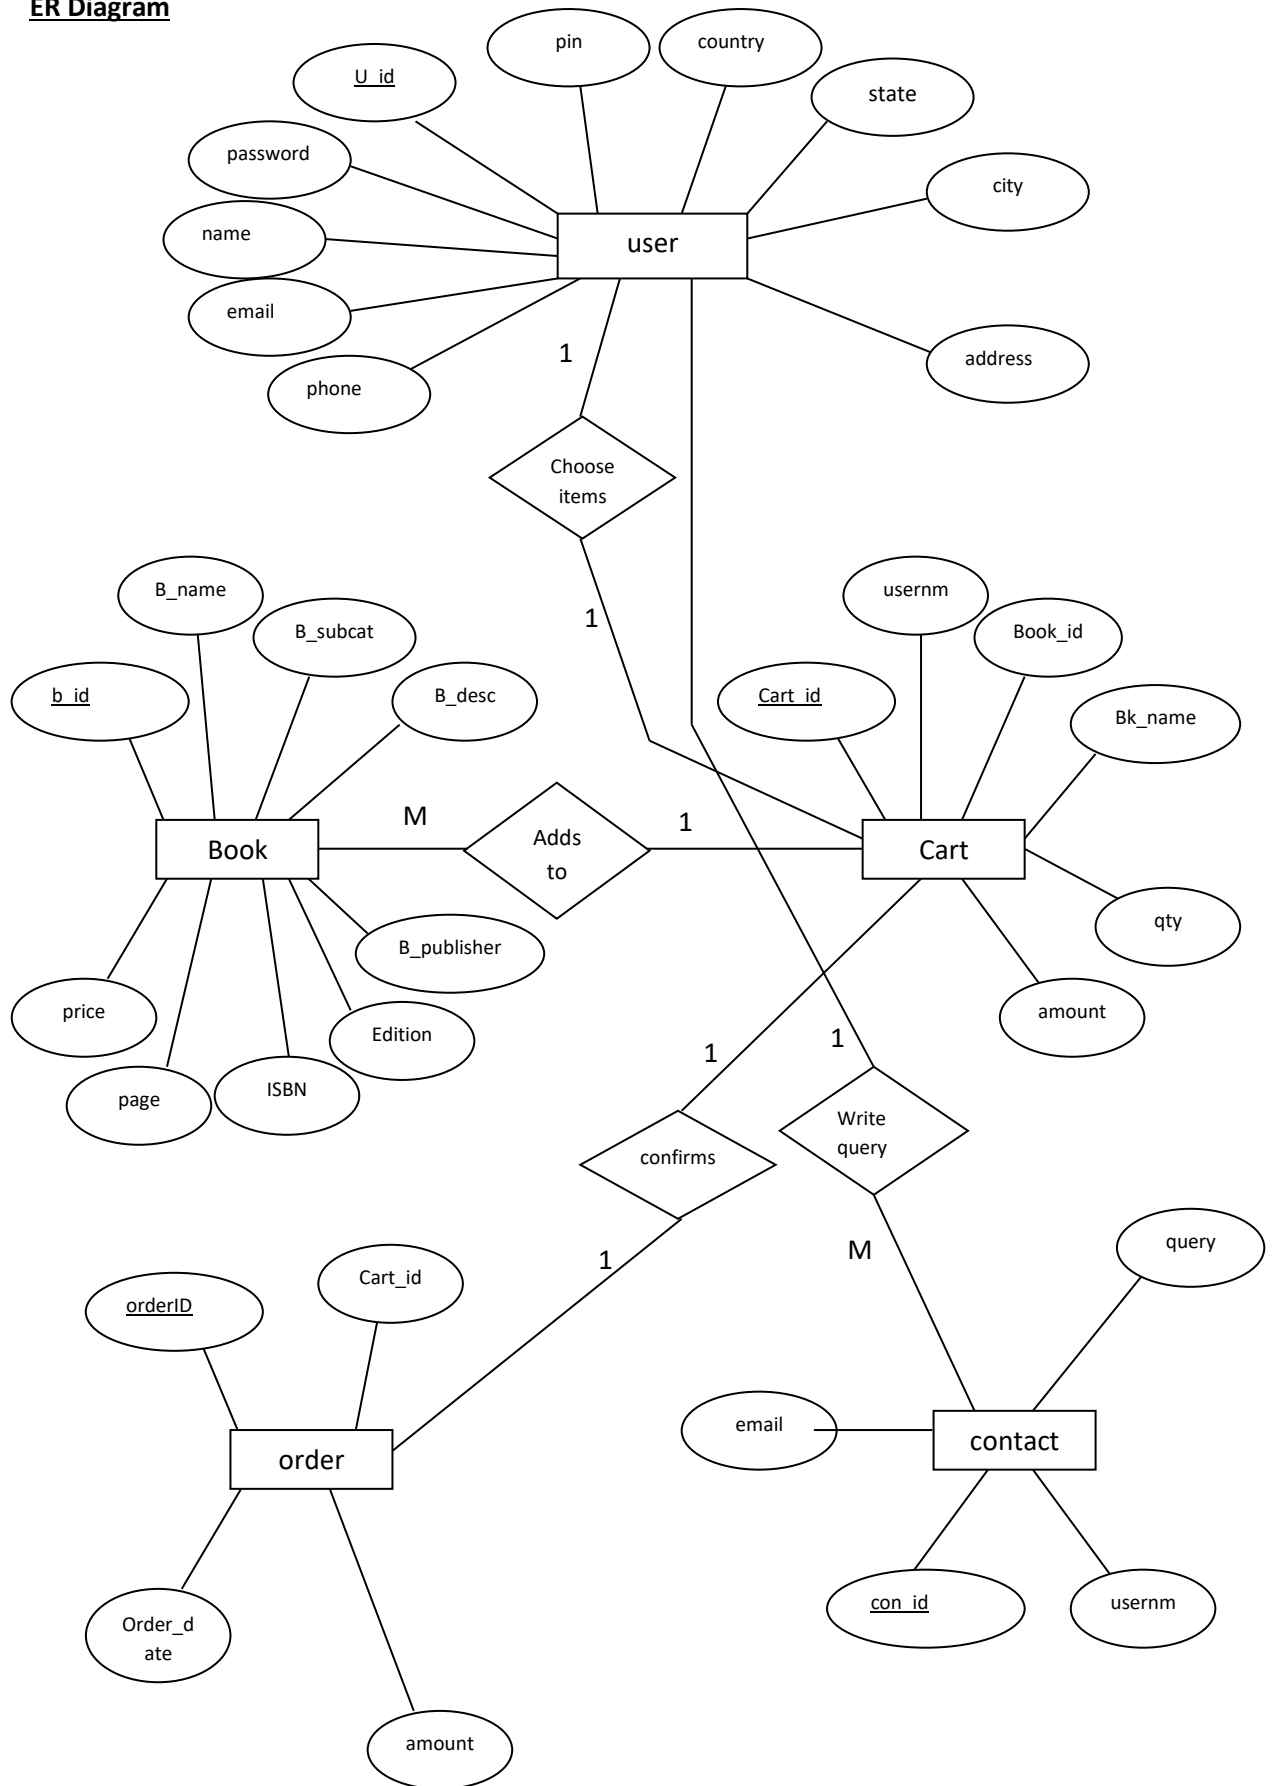 ER Diagram
pin
country
U_id
state
password
city
name
user
email
address
phone
1
Choose
items
B_name
usernm
1
B_subcat
Book_id
b_id
B_desc
Cart_id
Bk_name
M
1
Book
Adds
to
Cart
B_publisher
qty
price
Edition
amount
page
ISBN
1
1
Write
query
confirms
M
query
1
Cart_id
orderID
email
contact
order
con_id
usernm
Order_d
ate
amount